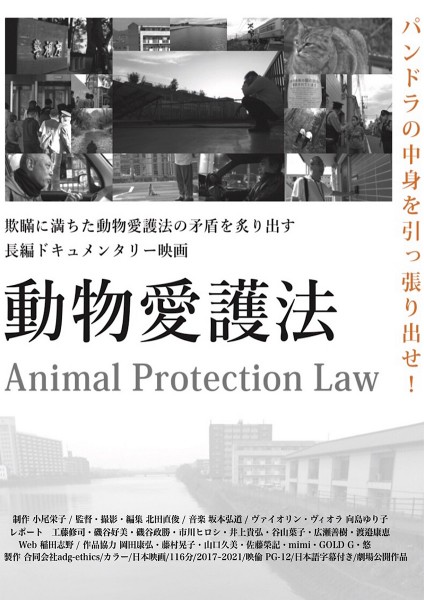 パンドラの中身を引っ張り出せ！
欺瞞に満ちた動物愛護法の矛盾を炙り出す
長編ドキュメンタリー映画
動物愛護法
Animal Protection Law
制作 小尾栄子 / 監督・撮影・編集 北田直俊 / 音楽 坂本弘道 / ヴァイオリン・ヴィオラ 向島ゆり子
レポート 工藤修司・磯谷好美・磯谷政勝・市川ヒロシ・井上貴弘・谷山葉子・広瀬善樹・渡邉康恵
Web 稲田志野 / 作品協力 岡田康弘・藤村晃子・山口久美・佐藤榮記・mimi・GOLD G・悠
製作 合同会社adg-ethics/カラー/日本映画/116分/2017-2021/映倫 PG-12/日本語字幕付き/劇場公開作品